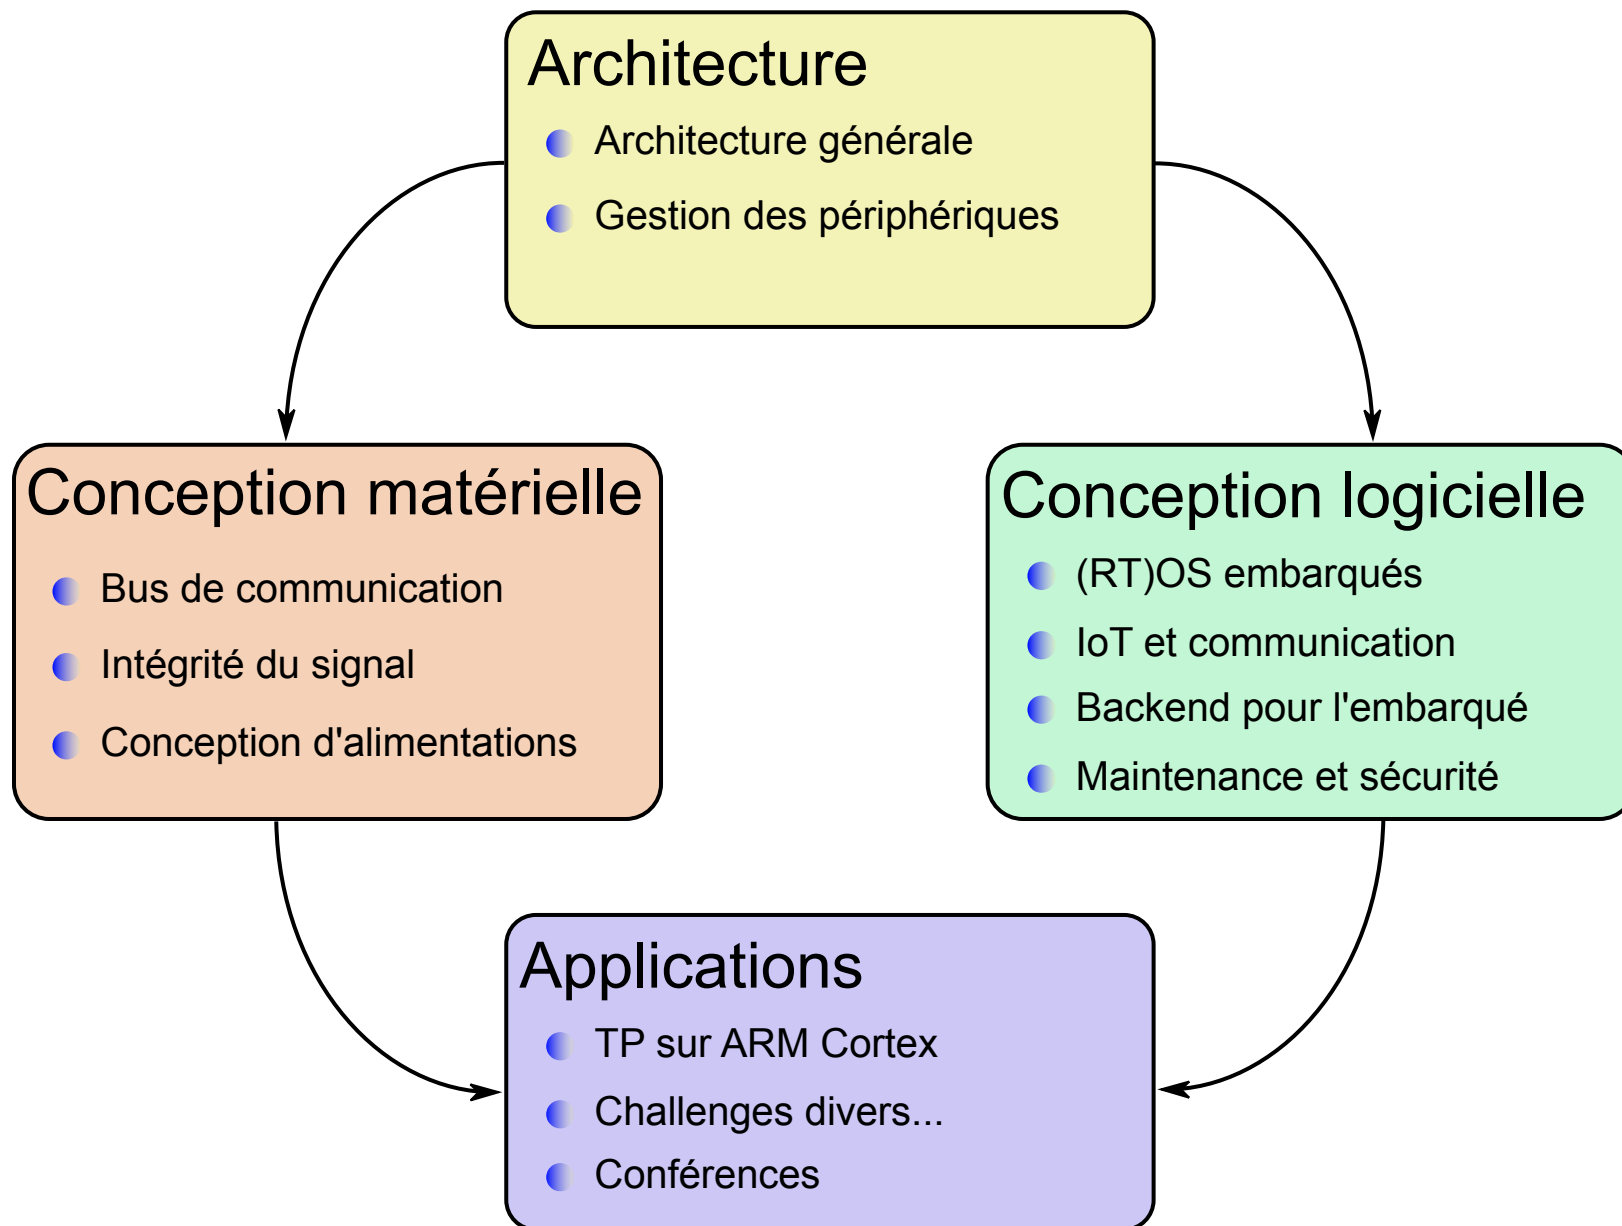 Architecture
Architecture générale
Gestion des périphériques
Conception matérielle
Bus de communication
Intégrité du signal
Conception d'alimentations
Conception logicielle
(RT)OS embarqués
IoT et communication
Backend pour l'embarqué
Maintenance et sécurité
Applications
TP sur ARM Cortex
Challenges divers...
Conférences